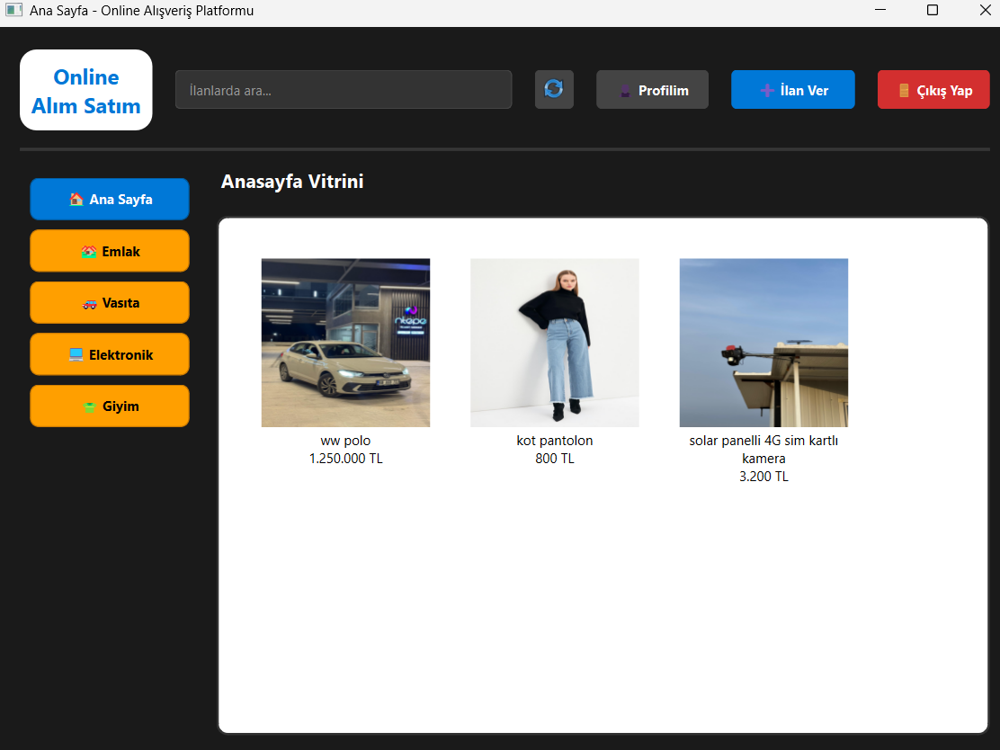 Ana Sayfa - Online Alışveriş Platformu
Online
Alım Satım
İlanlarda ara...
Profilim
İlan Ver
Çıkış Yap
Anasayfa Vitrini
Ana Sayfa
Emlak
Vasıta
Elektronik
Giyim
ww polo
1.250.000 TL
kot pantolon
800 TL
solar panelli 4G sim kartlı
kamera
3.200 TL